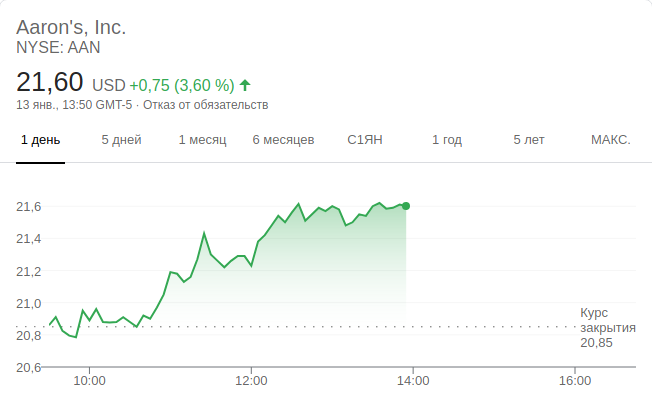 Aaron's, Inc.
NYSE: AAN
21,60 USD +0,75 (3,60 %)
13 янв., 13:50 GMT-5 · Отказ от обязательств
1 день 5 дней 1 месяц 6 месяцев С1ЯН 1 год 5 лет МАКС.
21,6
21,4
21,2
21,0
Курс
закрытия
20,85
20,8
20,6
10:00 12:00 14:00 16:00